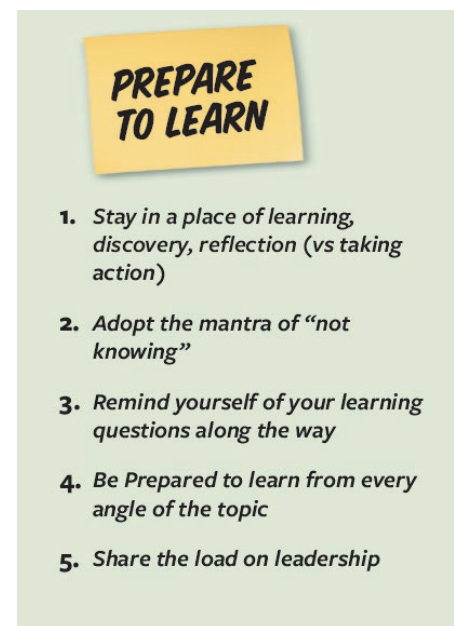 PREPARE
TO LEARN
1. Stay in a place of learning,
discovery, reflection (vs taking
action)
2. Adopt the mantra of “not
knowing”
3. Remind yourself of your learning
questions along the way
4. Be Prepared to learn from every
angle of the topic
5. Share the load on leadership